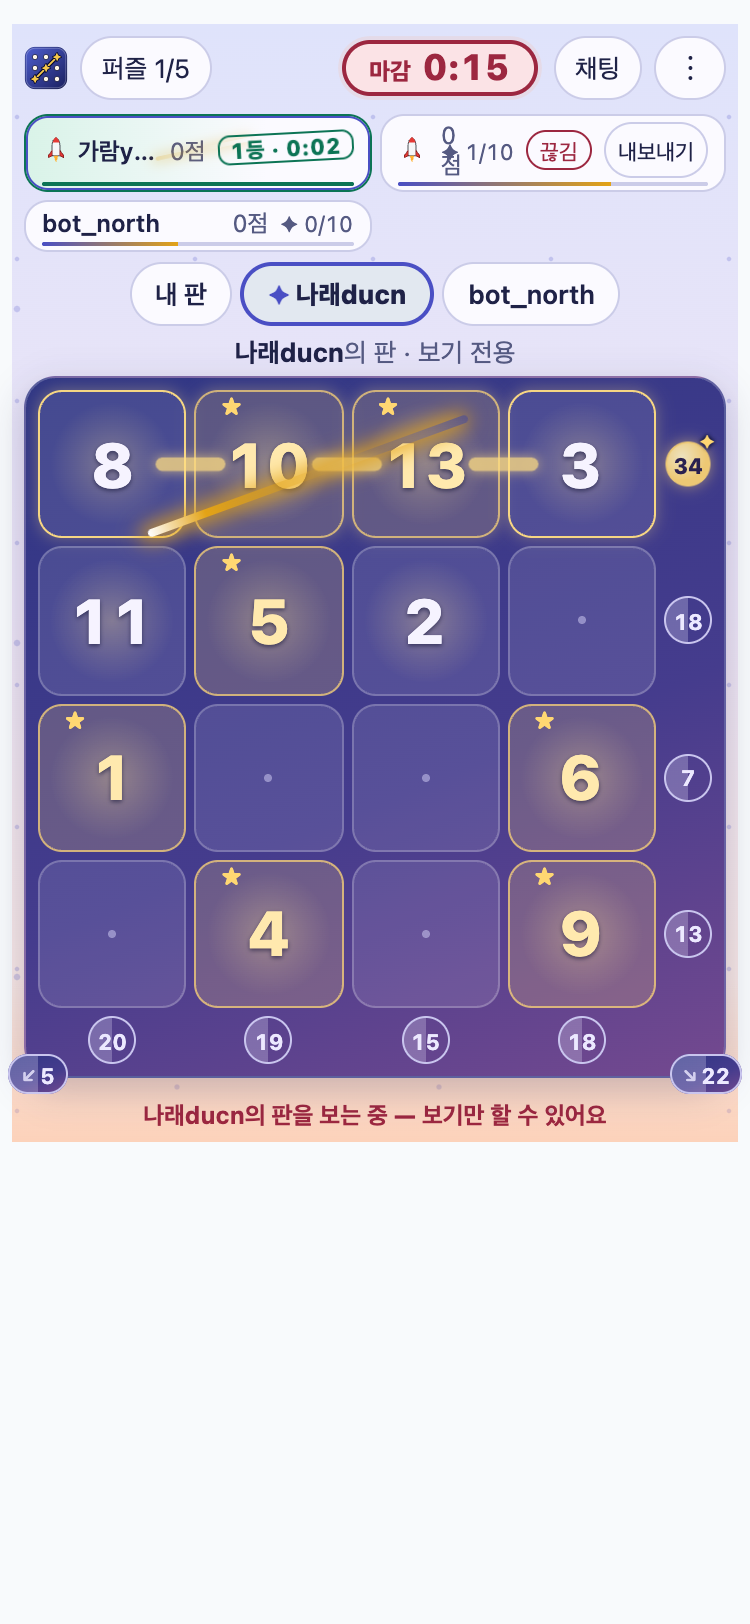 퍼즐 1/5
마감 0:15
채팅
⋮
가람y... 0점 1등 · 0:02
0점 ✦ 1/10 끊김 내보내기
bot_north 0점 ✦ 0/10
내 판
✦ 나래ducn
bot_north
나래ducn의 판 · 보기 전용
8 10 13 3 34
11 5 2 · 18
1 · · 6 7
· 4 · 9 13
20 19 15 18
↙5 ↘22
나래ducn의 판을 보는 중 — 보기만 할 수 있어요